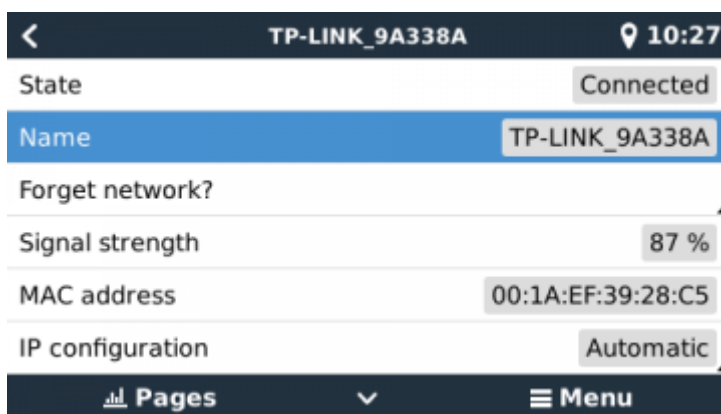 TP-LINK_9A338A 10:27
State Connected
Name TP-LINK_9A338A
Forget network?
Signal strength 87 %
MAC address 00:1A:EF:39:28:C5
IP configuration Automatic
Pages Menu